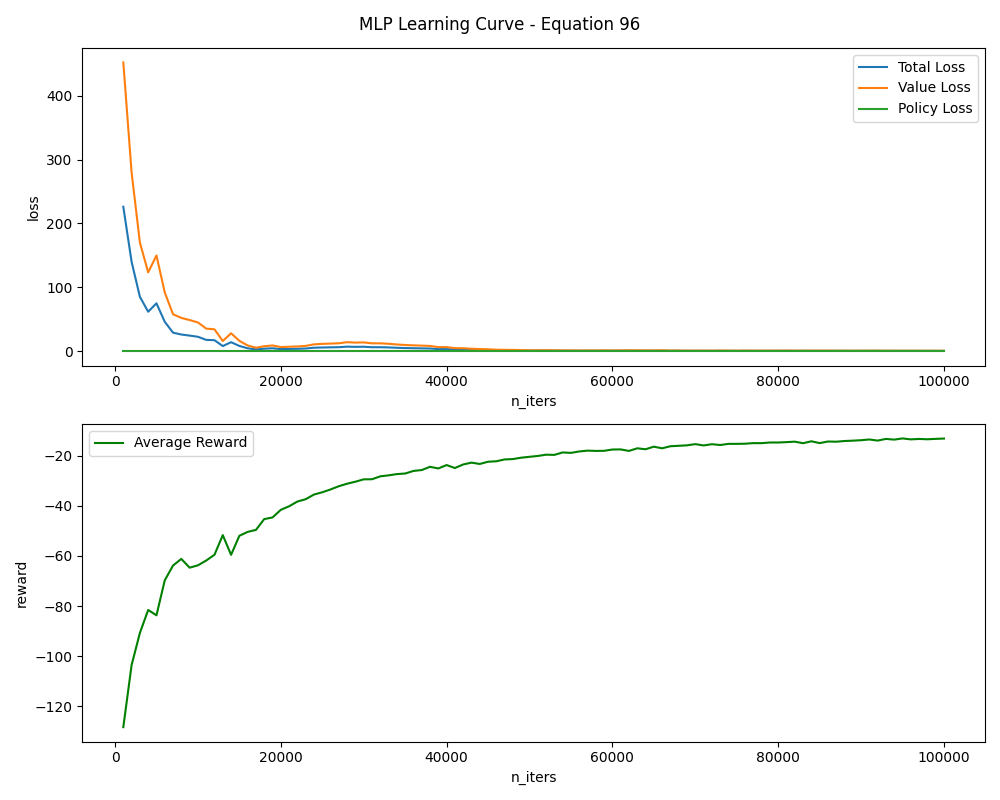 MLP Learning Curve - Equation 96
Total Loss
Value Loss
Policy Loss
400
300
200
100
0
loss
0 20000 40000 60000 80000 100000
n_iters
Average Reward
−20
−40
−60
−80
−100
−120
reward
0 20000 40000 60000 80000 100000
n_iters